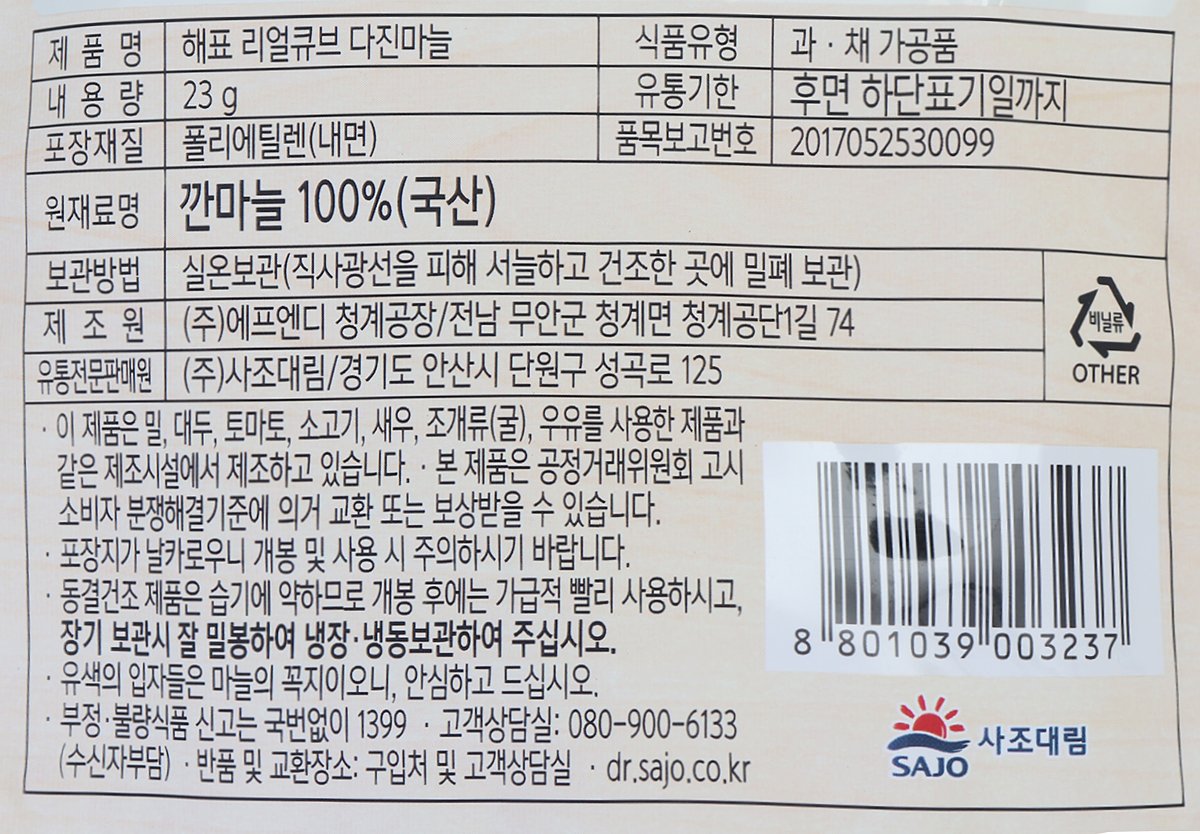 제 품 명 해표 리얼큐브 다진마늘 식품유형 과 · 채 가공품
내 용 량 23 g 유통기한 후면 하단표기일까지
포장재질 폴리에틸렌(내면) 품목보고번호 2017052530099
원재료명 깐마늘 100%(국산)
보관방법 실온보관(직사광선을 피해 서늘하고 건조한 곳에 밀폐 보관)
제 조 원 (주)에프엔디 청계공장/전남 무안군 청계면 청계공단1길 74
유통전문판매원 (주)사조대림/경기도 안산시 단원구 성곡로 125
비닐류
OTHER
· 이 제품은 밀, 대두, 토마토, 소고기, 새우, 조개류(굴), 우유를 사용한 제품과
같은 제조시설에서 제조하고 있습니다. · 본 제품은 공정거래위원회 고시
소비자 분쟁해결기준에 의거 교환 또는 보상받을 수 있습니다.
· 포장지가 날카로우니 개봉 및 사용 시 주의하시기 바랍니다.
· 동결건조 제품은 습기에 약하므로 개봉 후에는 가급적 빨리 사용하시고,
장기 보관시 잘 밀봉하여 냉장·냉동보관하여 주십시오.
· 유색의 입자들은 마늘의 꼭지이오니, 안심하고 드십시오.
· 부정·불량식품 신고는 국번없이 1399 · 고객상담실: 080-900-6133
(수신자부담) · 반품 및 교환장소: 구입처 및 고객상담실 · dr.sajo.co.kr
8 801039 003237
SAJO 사조대림